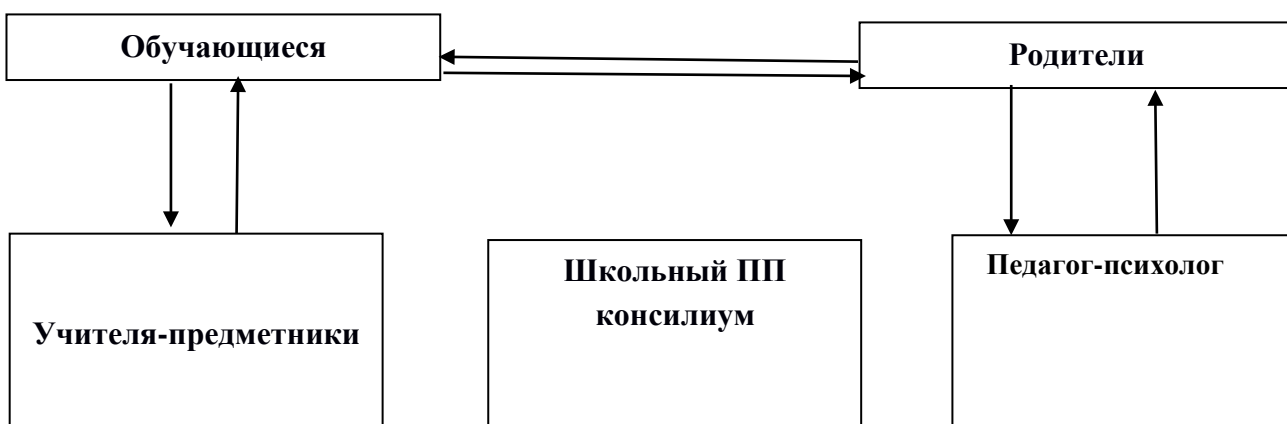 Обучающиеся
Родители
Школьный ПП
консилиум
Педагог-психолог
Учителя-предметники